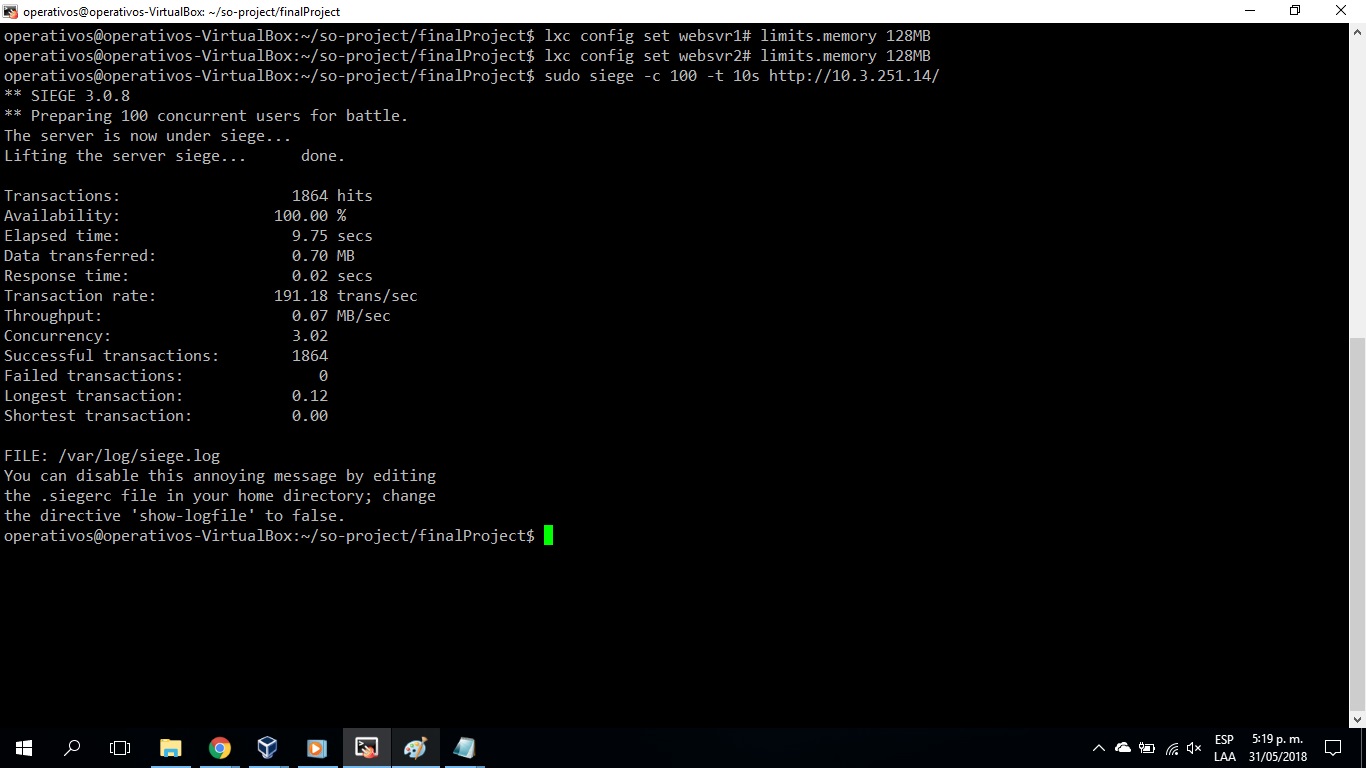 operativos@operativos-VirtualBox: ~/so-project/finalProject
operativos@operativos-VirtualBox:~/so-project/finalProject$ lxc config set websvr1# limits.memory 128MB
operativos@operativos-VirtualBox:~/so-project/finalProject$ lxc config set websvr2# limits.memory 128MB
operativos@operativos-VirtualBox:~/so-project/finalProject$ sudo siege -c 100 -t 10s http://10.3.251.14/
** SIEGE 3.0.8
** Preparing 100 concurrent users for battle.
The server is now under siege...
Lifting the server siege...      done.
Transactions: 1864 hits
Availability: 100.00 %
Elapsed time: 9.75 secs
Data transferred: 0.70 MB
Response time: 0.02 secs
Transaction rate: 191.18 trans/sec
Throughput: 0.07 MB/sec
Concurrency: 3.02
Successful transactions: 1864
Failed transactions: 0
Longest transaction: 0.12
Shortest transaction: 0.00
FILE: /var/log/siege.log
You can disable this annoying message by editing
the .siegerc file in your home directory; change
the directive 'show-logfile' to false.
operativos@operativos-VirtualBox:~/so-project/finalProject$
ESP
LAA
5:19 p. m.
31/05/2018